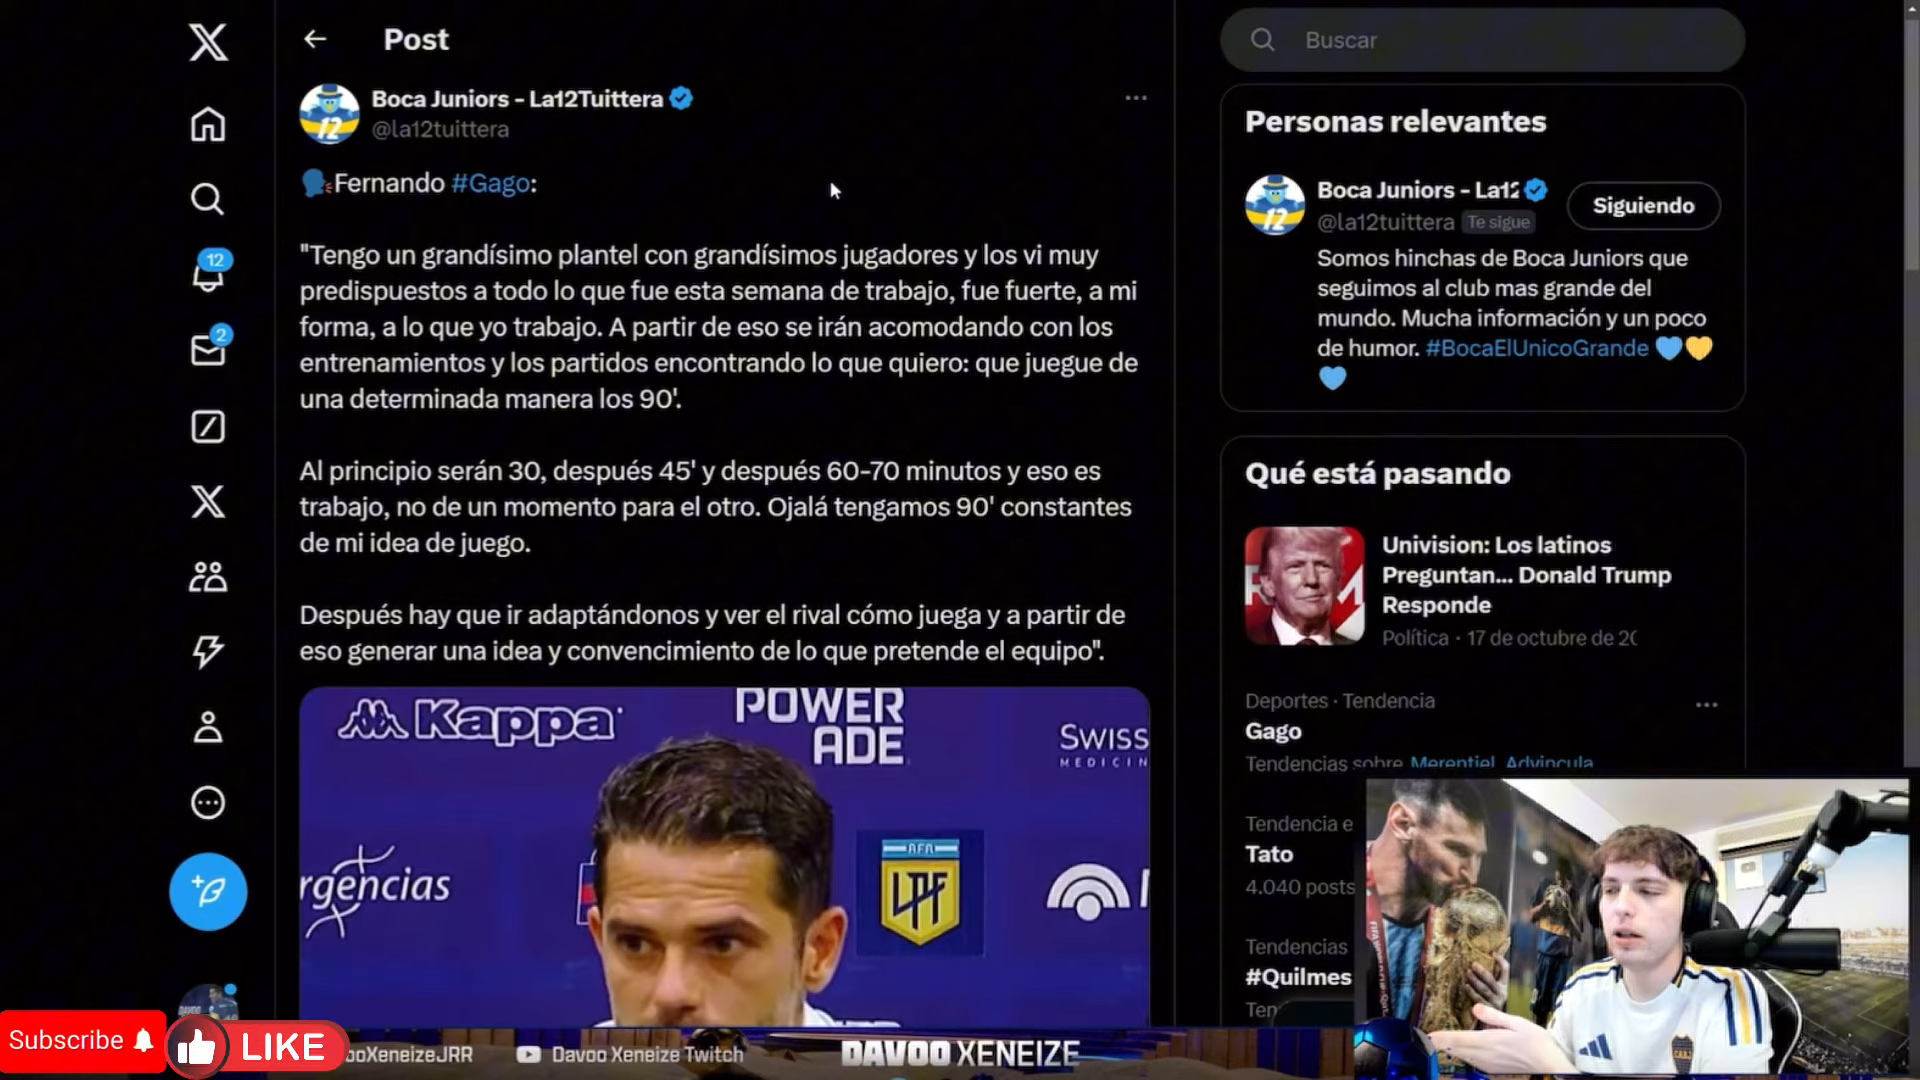 Post
Buscar
Boca Juniors - La12Tuittera
@la12tuittera
Fernando #Gago:
"Tengo un grandísimo plantel con grandísimos jugadores y los vi muy
predispuestos a todo lo que fue esta semana de trabajo, fue fuerte, a mi
forma, a lo que yo trabajo. A partir de eso se irán acomodando con los
entrenamientos y los partidos encontrando lo que quiero: que juegue de
una determinada manera los 90'.
Al principio serán 30, después 45' y después 60-70 minutos y eso es
trabajo, no de un momento para el otro. Ojalá tengamos 90' constantes
de mi idea de juego.
Después hay que ir adaptándonos y ver el rival cómo juega y a partir de
eso generar una idea y convencimiento de lo que pretende el equipo".
Kappa
POWER
ADE
SWISS
MEDICIN
rgencias
AFA
LPF
12
2
Personas relevantes
Boca Juniors - La12
@la12tuittera Te sigue
Siguiendo
Somos hinchas de Boca Juniors que
seguimos al club mas grande del
mundo. Mucha información y un poco
de humor. #BocaElUnicoGrande
Qué está pasando
Univision: Los latinos
Preguntan... Donald Trump
Responde
Política · 17 de octubre de 20
Deportes · Tendencia
Gago
Tendencias sobre Merentiel, Advíncula
Tendencia e
Tato
4.040 posts
Tendencias
#Quilmes
Ten
Subscribe
LIKE
ooXeneizeJRR
Davoo Xeneize Twitch
DAVOO XENEIZE